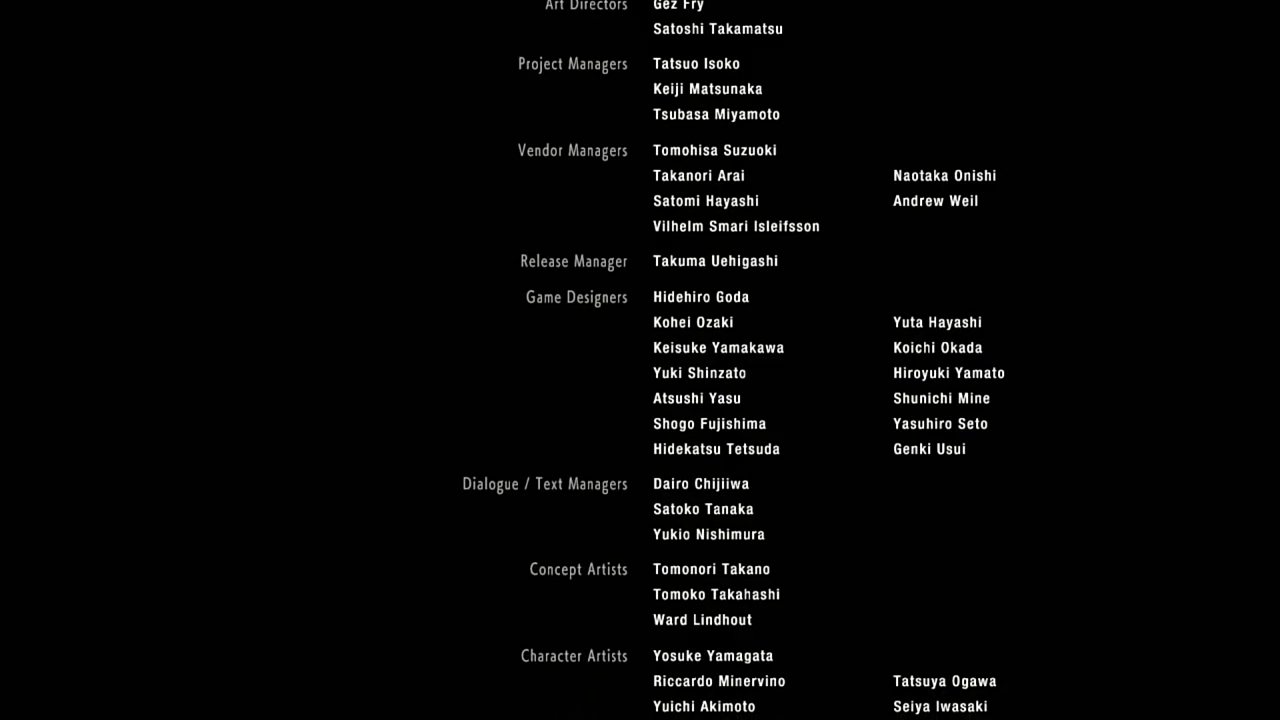 Art Directors Gez Fry
Satoshi Takamatsu
Project Managers Tatsuo Isoko
Keiji Matsunaka
Tsubasa Miyamoto
Vendor Managers Tomohisa Suzuoki
Takanori Arai Naotaka Onishi
Satomi Hayashi Andrew Weil
Vilhelm Smari Isleifsson
Release Manager Takuma Uehigashi
Game Designers Hidehiro Goda
Kohei Ozaki Yuta Hayashi
Keisuke Yamakawa Koichi Okada
Yuki Shinzato Hiroyuki Yamato
Atsushi Yasu Shunichi Mine
Shogo Fujishima Yasuhiro Seto
Hidekatsu Tetsuda Genki Usui
Dialogue / Text Managers Dairo Chijiiwa
Satoko Tanaka
Yukio Nishimura
Concept Artists Tomonori Takano
Tomoko Takahashi
Ward Lindhout
Character Artists Yosuke Yamagata
Riccardo Minervino Tatsuya Ogawa
Yuichi Akimoto Seiya Iwasaki